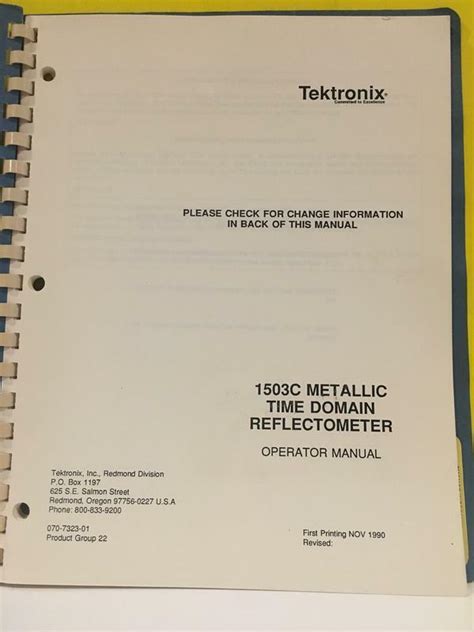 Tektronix®
Committed to Excellence
PLEASE CHECK FOR CHANGE INFORMATION
IN BACK OF THIS MANUAL
1503C METALLIC
TIME DOMAIN
REFLECTOMETER
OPERATOR MANUAL
Tektronix, Inc., Redmond Division
P.O. Box 1197
625 S.E. Salmon Street
Redmond, Oregon 97756-0227 U.S.A
Phone: 800-833-9200
070-7323-01
Product Group 22
First Printing NOV 1990
Revised: